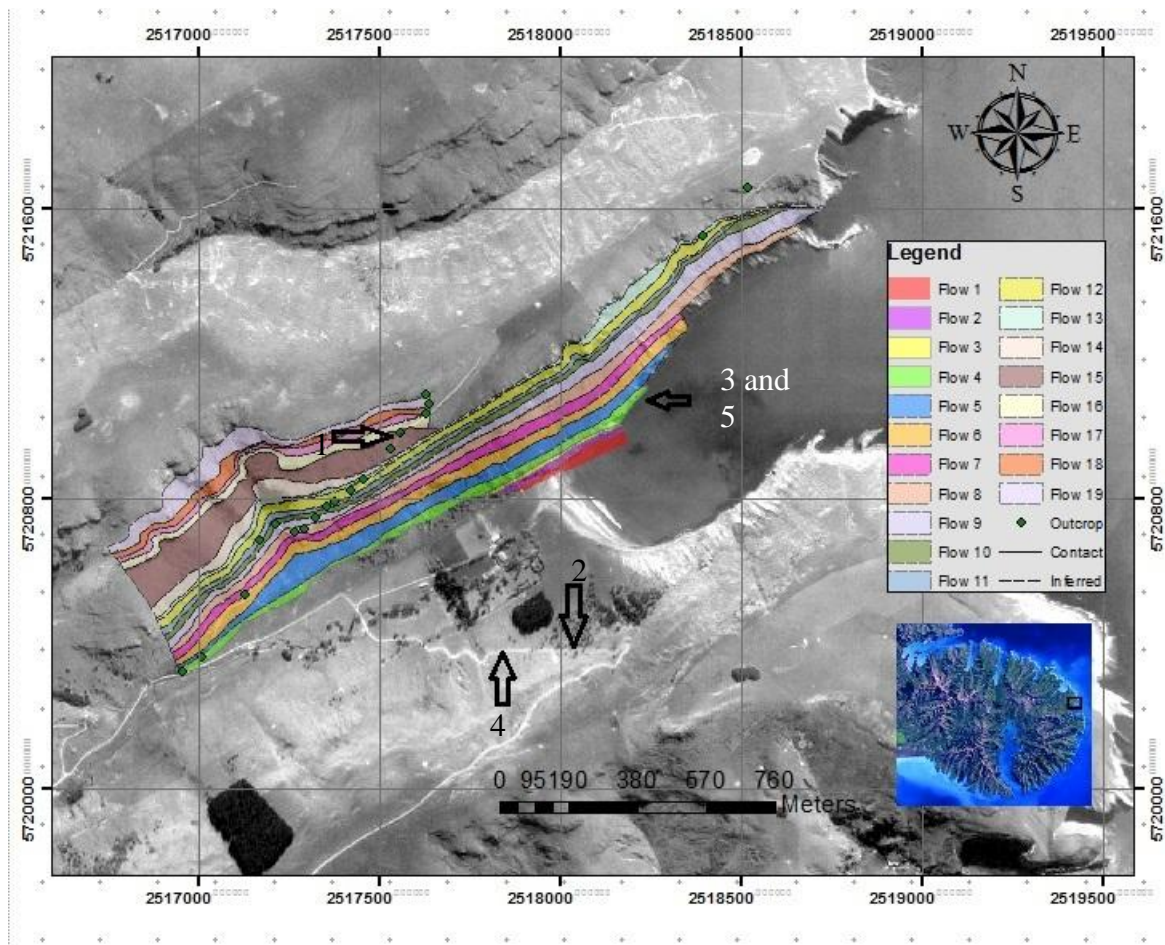 2517000 2517500 2518000 2518500 2519000 2519500
N
W E
S
5721600 5721600
Legend
Flow 1 Flow 12
Flow 2 Flow 13
Flow 3 Flow 14
Flow 4 Flow 15
Flow 5 Flow 16
Flow 6 Flow 17
Flow 7 Flow 18
Flow 8 Flow 19
Flow 9 Outcrop
Flow 10 Contact
Flow 11 Inferred
3 and
5
1
5720800 5720800
2
4
0 95190 380 570 760
Meters
5720000 5720000
2517000 2517500 2518000 2518500 2519000 2519500